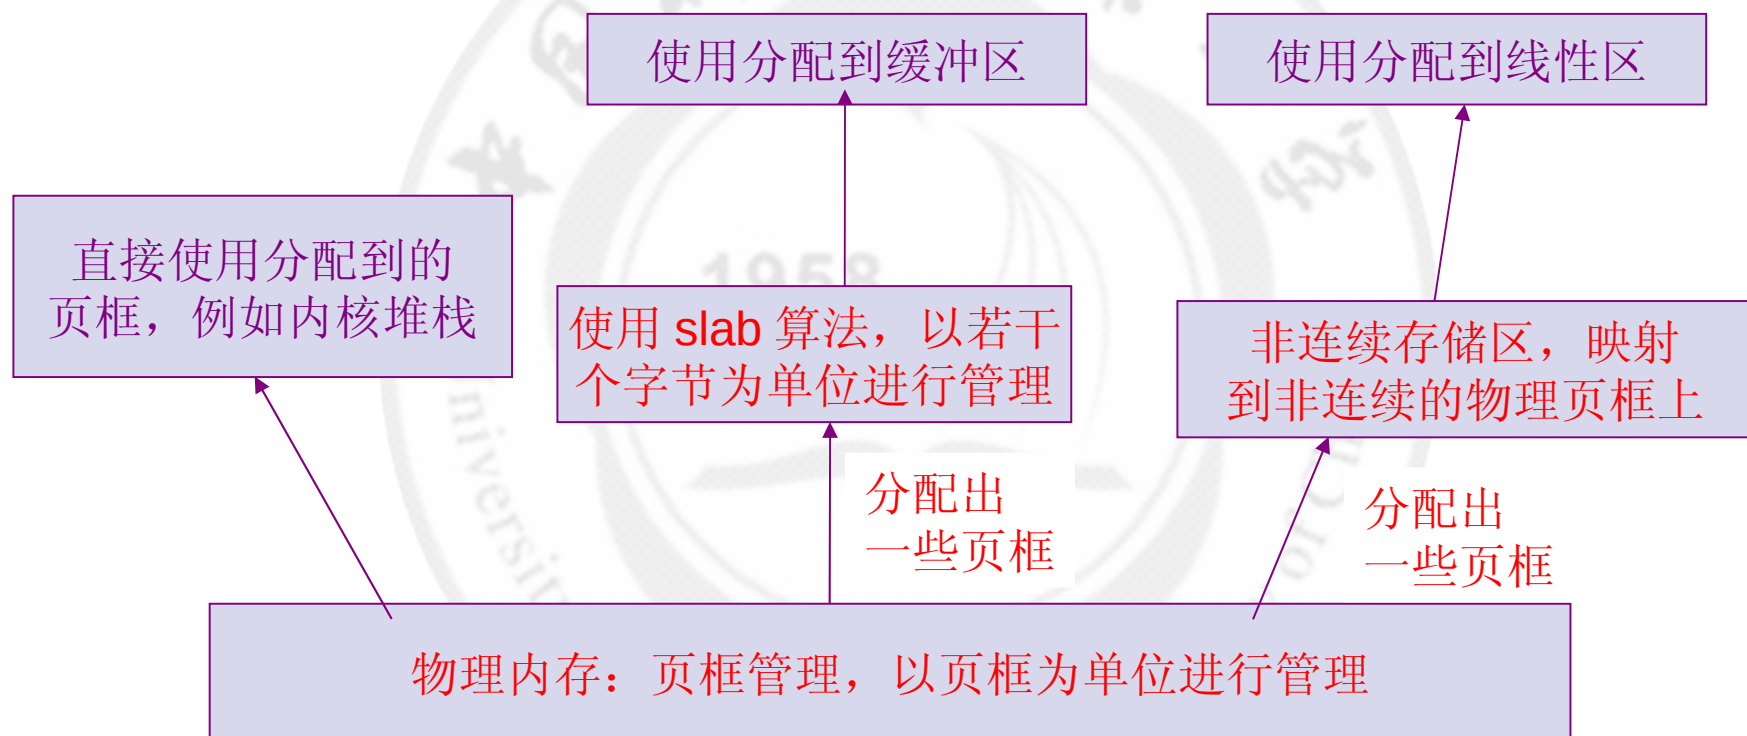 使用分配到缓冲区
使用分配到线性区
直接使用分配到的
页框，例如内核堆栈
使用 slab 算法，以若干
个字节为单位进行管理
非连续存储区，映射
到非连续的物理页框上
分配出
一些页框
分配出
一些页框
物理内存：页框管理，以页框为单位进行管理
1958